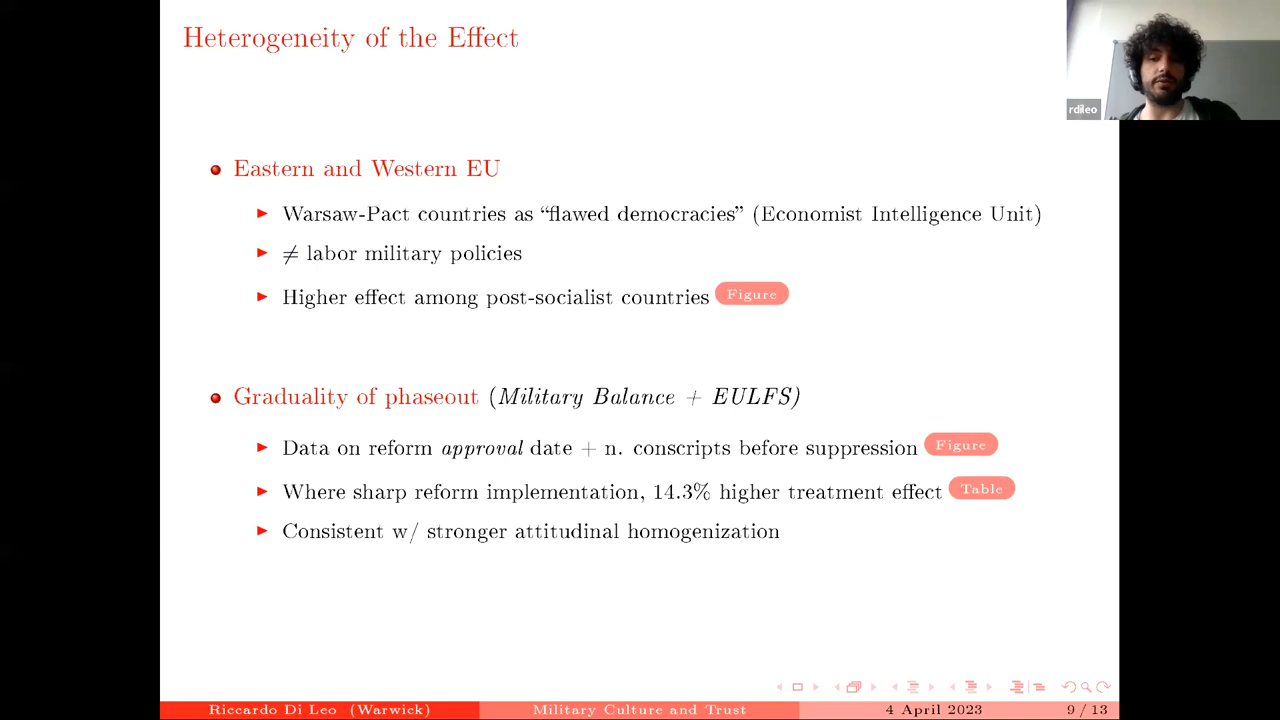 Heterogeneity of the Effect
rdileo
Eastern and Western EU
Warsaw-Pact countries as “flawed democracies” (Economist Intelligence Unit)
≠ labor military policies
Higher effect among post-socialist countries Figure
Graduality of phaseout (Military Balance + EULFS)
Data on reform approval date + n. conscripts before suppression Figure
Where sharp reform implementation, 14.3% higher treatment effect Table
Consistent w/ stronger attitudinal homogenization
Riccardo Di Leo (Warwick) Military Culture and Trust 4 April 2023 9 / 13